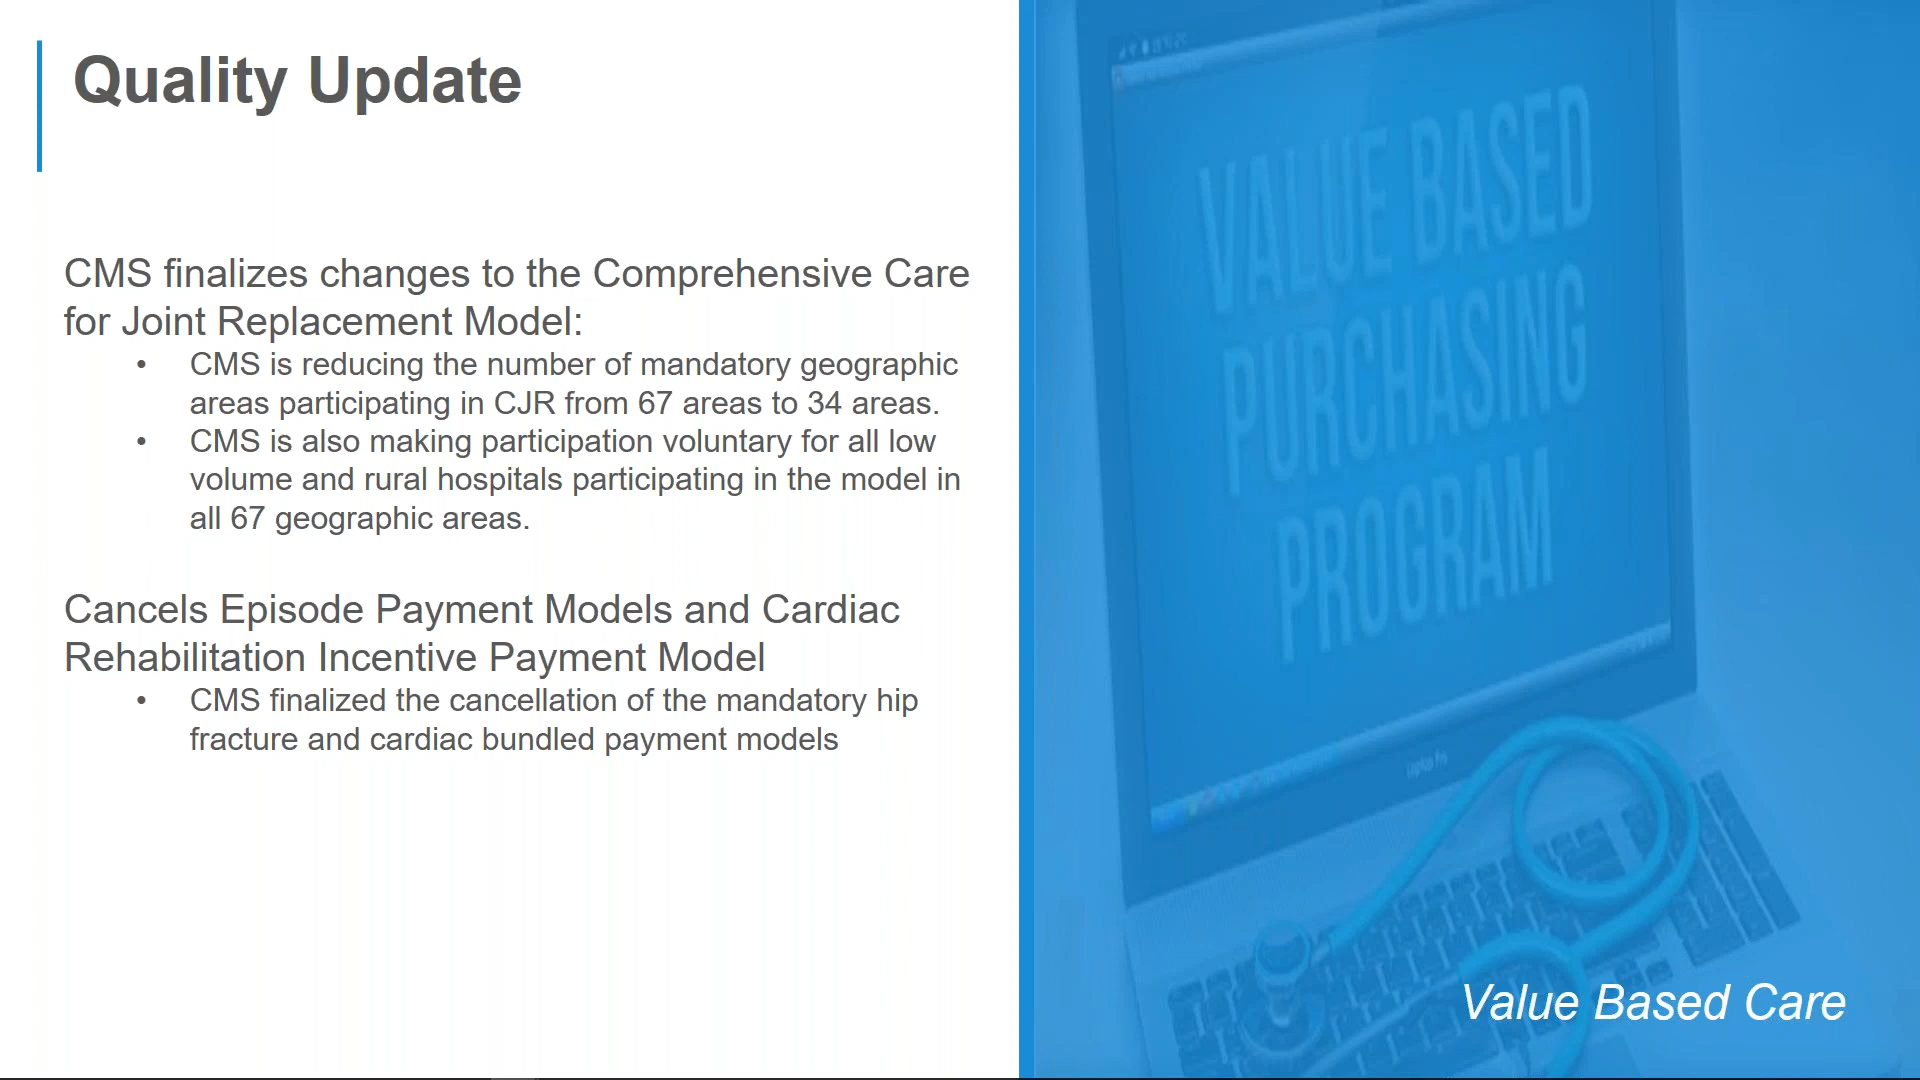 Quality Update
CMS finalizes changes to the Comprehensive Care
for Joint Replacement Model:
• CMS is reducing the number of mandatory geographic
areas participating in CJR from 67 areas to 34 areas.
• CMS is also making participation voluntary for all low
volume and rural hospitals participating in the model in
all 67 geographic areas.
Cancels Episode Payment Models and Cardiac
Rehabilitation Incentive Payment Model
• CMS finalized the cancellation of the mandatory hip
fracture and cardiac bundled payment models
VALUE BASED
PURCHASING
PROGRAM
Laptop Pro
Value Based Care